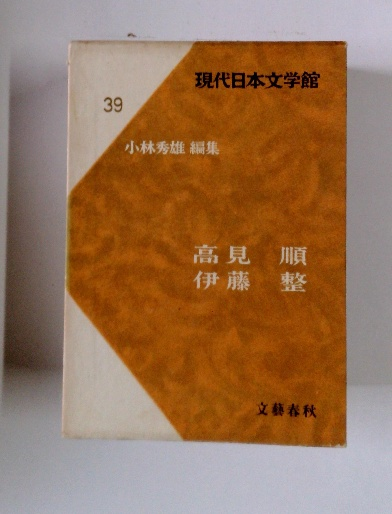 現代日本文学館
39
小林秀雄 編集
高見 順
伊藤 整
文藝春秋